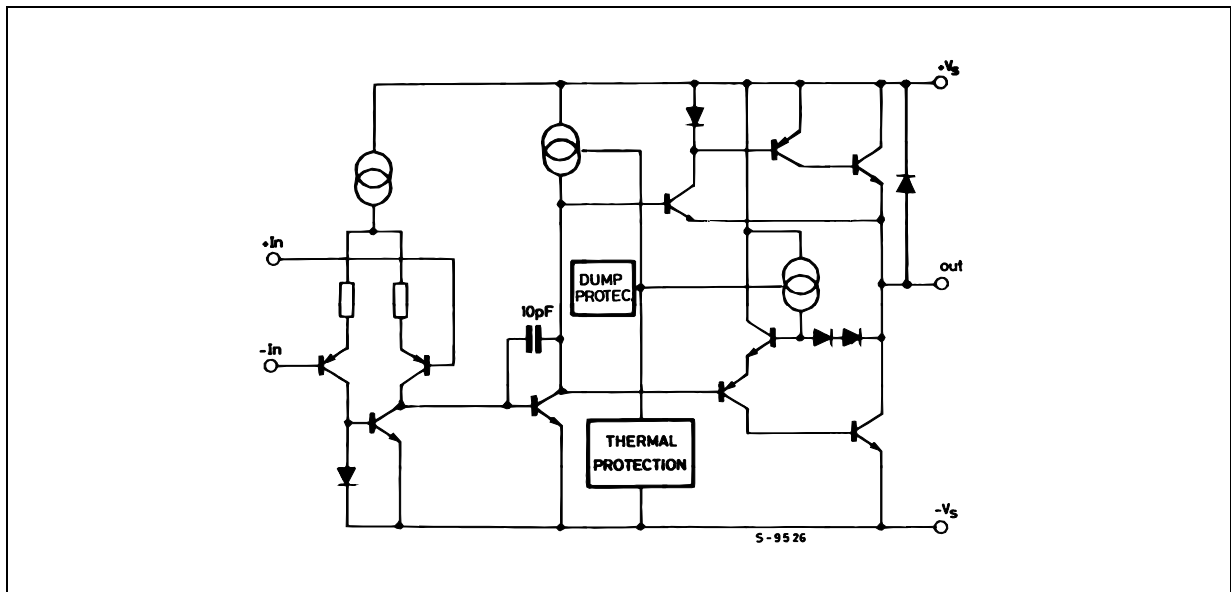 +Vs
+In
out
DUMP
PROTEC.
10pF
-In
THERMAL
PROTECTION
-Vs
S-9526